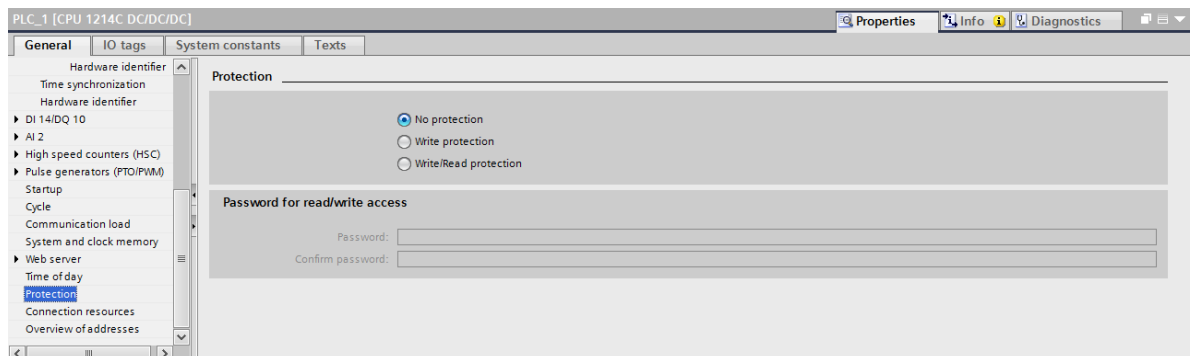 PLC_1 [CPU 1214C DC/DC/DC]
Properties
Info
Diagnostics
General
IO tags
System constants
Texts
Hardware identifier
Time synchronization
Hardware identifier
DI 14/DQ 10
AI 2
High speed counters (HSC)
Pulse generators (PTO/PWM)
Startup
Cycle
Communication load
System and clock memory
Web server
Time of day
Protection
Connection resources
Overview of addresses
Protection
No protection
Write protection
Write/Read protection
Password for read/write access
Password:
Confirm password: